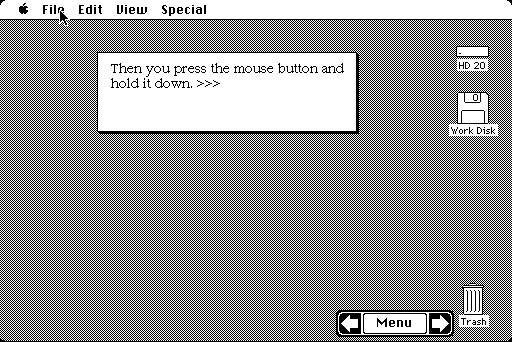 File Edit View Special
Then you press the mouse button and
hold it down. >>>
HD 20
Work Disk
Menu
Trash